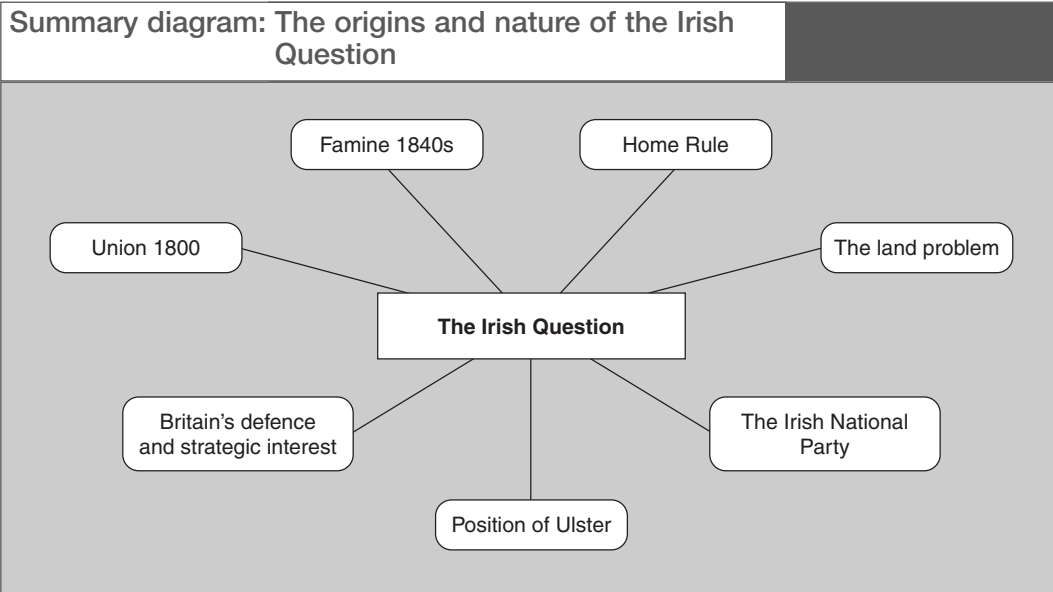 Summary diagram: The origins and nature of the Irish
Question
Famine 1840s
Home Rule
Union 1800
The land problem
The Irish Question
Britain's defence
and strategic interest
The Irish National
Party
Position of Ulster